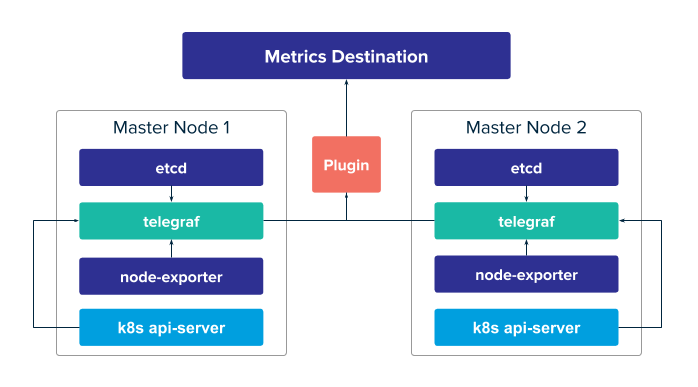 Metrics Destination
Master Node 1
etcd
telegraf
node-exporter
k8s api-server
Plugin
Master Node 2
etcd
telegraf
node-exporter
k8s api-server